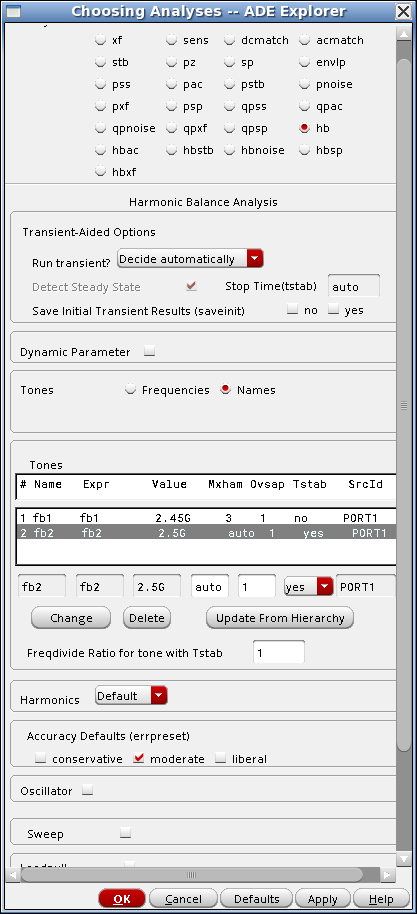 Choosing Analyses -- ADE Explorer
xf sens dcmatch acmatch
stb pz sp envlp
pss pac pstb pnoise
pxf psp qpss qpac
qpnoise qpxf qpsp hb
hbac hbstb hbnoise hbsp
hbxf
Harmonic Balance Analysis
Transient-Aided Options
Run transient? Decide automatically
Detect Steady State Stop Time(tstab) auto
Save Initial Transient Results (saveinit) no yes
Dynamic Parameter
Tones Frequencies Names
Tones
# Name Expr Value Mxham Ovsap Tstab SrcId
1 fb1 fb1 2.45G 3 1 no PORT1
2 fb2 fb2 2.5G auto 1 yes PORT1
fb2 fb2 2.5G auto 1 yes PORT1
Change Delete Update From Hierarchy
Freqdivide Ratio for tone with Tstab 1
Harmonics Default
Accuracy Defaults (errpreset)
conservative moderate liberal
Oscillator
Sweep
Loadpull
OK Cancel Defaults Apply Help